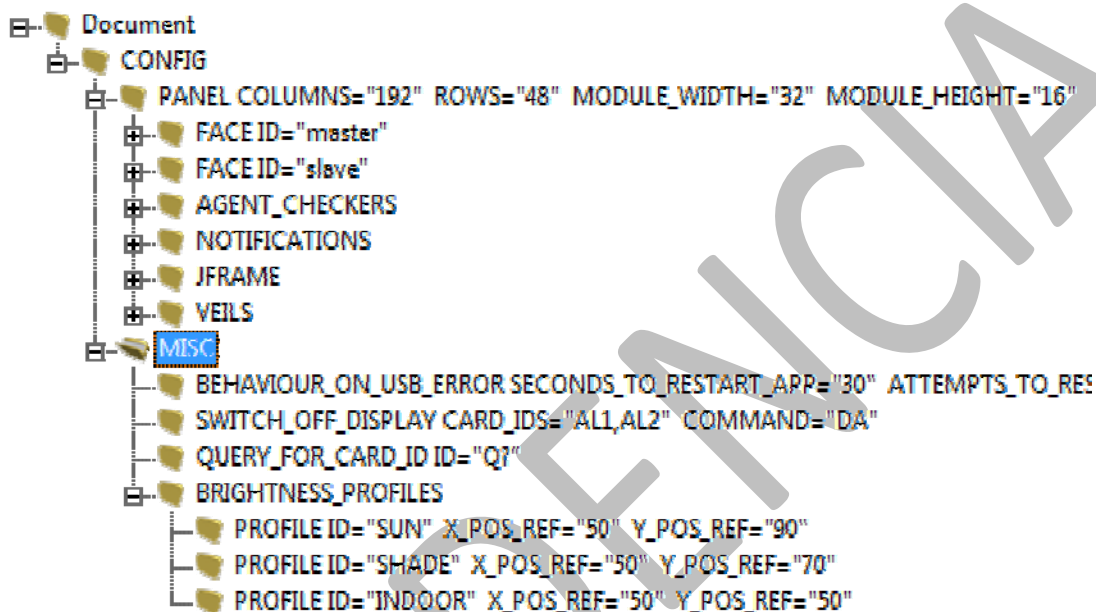 Document
CONFIG
PANEL COLUMNS="192" ROWS="48" MODULE_WIDTH="32" MODULE_HEIGHT="16"
FACE ID="master"
FACE ID="slave"
AGENT_CHECKERS
NOTIFICATIONS
JFRAME
VEILS
MISC
BEHAVIOUR_ON_USB_ERROR SECONDS_TO_RESTART_APP="30" ATTEMPTS_TO_RES
SWITCH_OFF_DISPLAY CARD_IDS="AL1,AL2" COMMAND="DA"
QUERY_FOR_CARD_ID ID="Q?"
BRIGHTNESS_PROFILES
PROFILE ID="SUN" X_POS_REF="50" Y_POS_REF="90"
PROFILE ID="SHADE" X_POS_REF="50" Y_POS_REF="70"
PROFILE ID="INDOOR" X_POS_REF="50" Y_POS_REF="50"
DENCIA